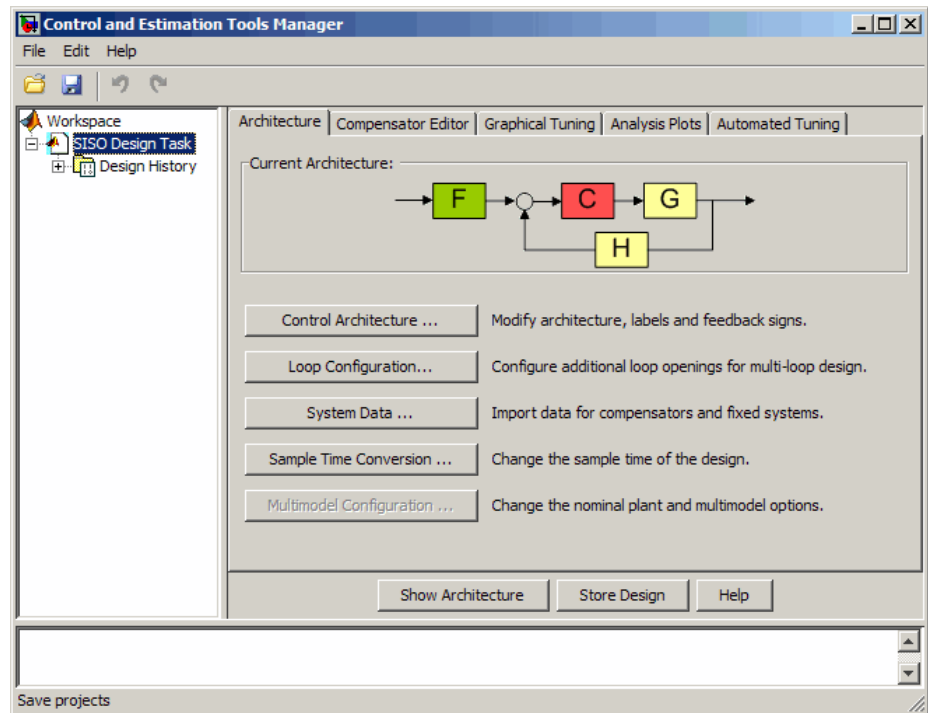 Control and Estimation Tools Manager
File Edit Help
Workspace
SISO Design Task
Design History
Architecture Compensator Editor Graphical Tuning Analysis Plots Automated Tuning
Current Architecture:
F C G
H
Control Architecture ... Modify architecture, labels and feedback signs.
Loop Configuration... Configure additional loop openings for multi-loop design.
System Data ... Import data for compensators and fixed systems.
Sample Time Conversion ... Change the sample time of the design.
Multimodel Configuration ... Change the nominal plant and multimodel options.
Show Architecture Store Design Help
Save projects